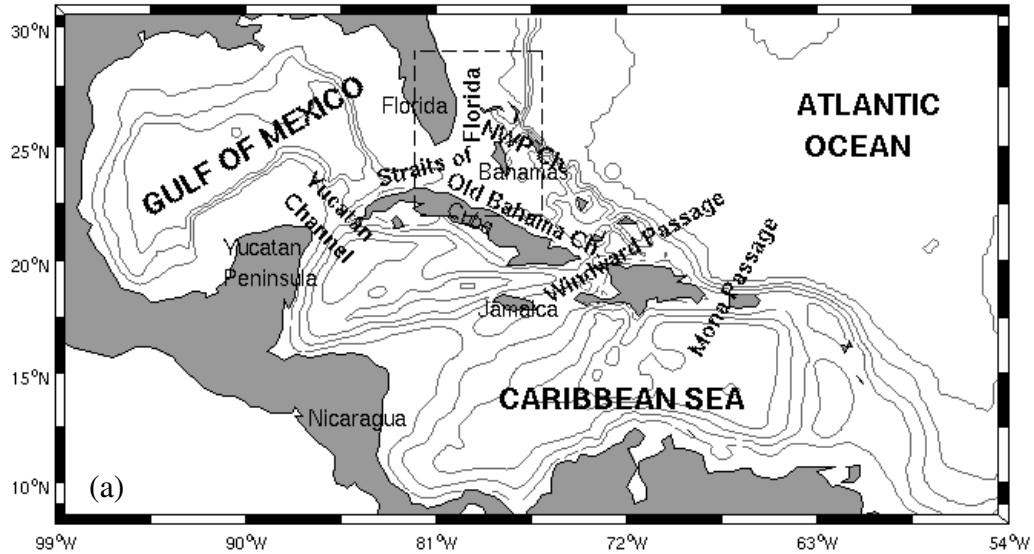 30°N
25°N
20°N
15°N
10°N
99°W
90°W
81°W
72°W
63°W
54°W
GULF OF MEXICO
Florida
Straits of Florida
NWP Ch.
Bahamas
ATLANTIC
OCEAN
Yucatan
Channel
Old Bahama Ch.
Cuba
Windward Passage
Mona Passage
Yucatan
Peninsula
Jamaica
CARIBBEAN SEA
Nicaragua
(a)